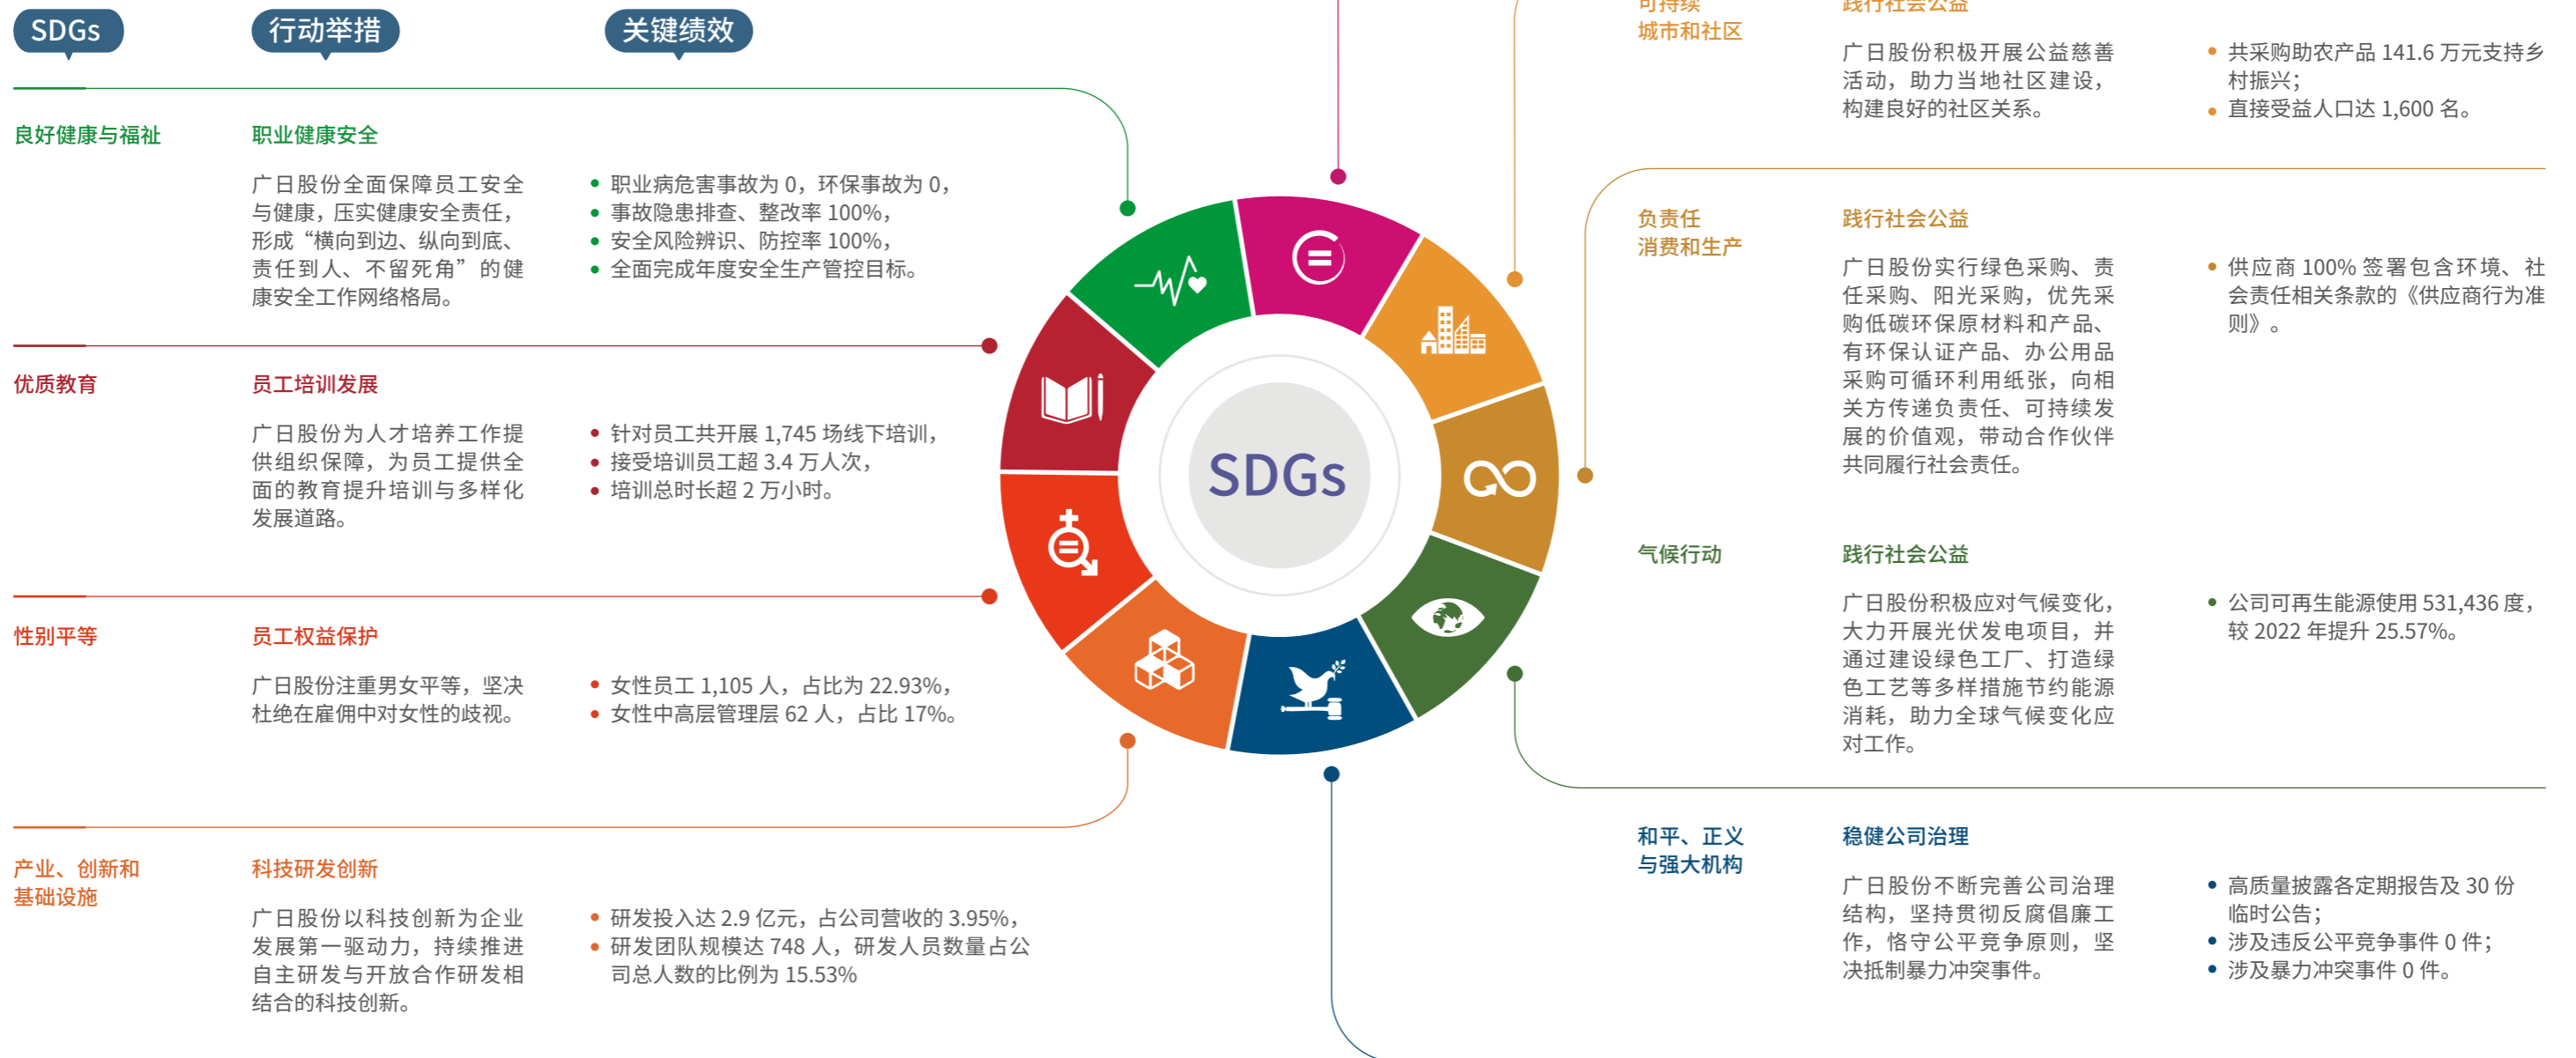 SDGs
行动举措
关键绩效
良好健康与福祉
职业健康安全
广日股份全面保障员工安全
与健康，压实健康安全责任，
形成“横向到边、纵向到底、
责任到人、不留死角”的健
康安全工作网络格局。
职业病危害事故为 0，环保事故为 0，
事故隐患排查、整改率 100%，
安全风险辨识、防控率 100%，
全面完成年度安全生产管控目标。
优质教育
员工培训发展
广日股份为人才培养工作提
供组织保障，为员工提供全
面的教育提升培训与多样化
发展道路。
针对员工共开展 1,745 场线下培训，
接受培训员工超 3.4 万人次，
培训总时长超 2 万小时。
性别平等
员工权益保护
广日股份注重男女平等，坚决
杜绝在雇佣中对女性的歧视。
女性员工 1,105 人，占比为 22.93%，
女性中高层管理层 62 人，占比 17%。
产业、创新和
基础设施
科技研发创新
广日股份以科技创新为企业
发展第一驱动力，持续推进
自主研发与开放合作研发相
结合的科技创新。
研发投入达 2.9 亿元，占公司营收的 3.95%，
研发团队规模达 748 人，研发人员数量占公
司总人数的比例为 15.53%
SDGs
可持续
城市和社区
践行社会公益
广日股份积极开展公益慈善
活动，助力当地社区建设，
构建良好的社区关系。
共采购助农产品 141.6 万元支持乡
村振兴；
直接受益人口达 1,600 名。
负责任
消费和生产
践行社会公益
广日股份实行绿色采购、责
任采购、阳光采购，优先采
购低碳环保原材料和产品、
有环保认证产品、办公用品
采购可循环利用纸张，向相
关方传递负责任、可持续发
展的价值观，带动合作伙伴
共同履行社会责任。
供应商 100% 签署包含环境、社
会责任相关条款的《供应商行为准
则》。
气候行动
践行社会公益
广日股份积极应对气候变化，
大力开展光伏发电项目，并
通过建设绿色工厂、打造绿
色工艺等多样措施节约能源
消耗，助力全球气候变化应
对工作。
公司可再生能源使用 531,436 度，
较 2022 年提升 25.57%。
和平、正义
与强大机构
稳健公司治理
广日股份不断完善公司治理
结构，坚持贯彻反腐倡廉工
作，恪守公平竞争原则，坚
决抵制暴力冲突事件。
高质量披露各定期报告及 30 份
临时公告；
涉及违反公平竞争事件 0 件；
涉及暴力冲突事件 0 件。